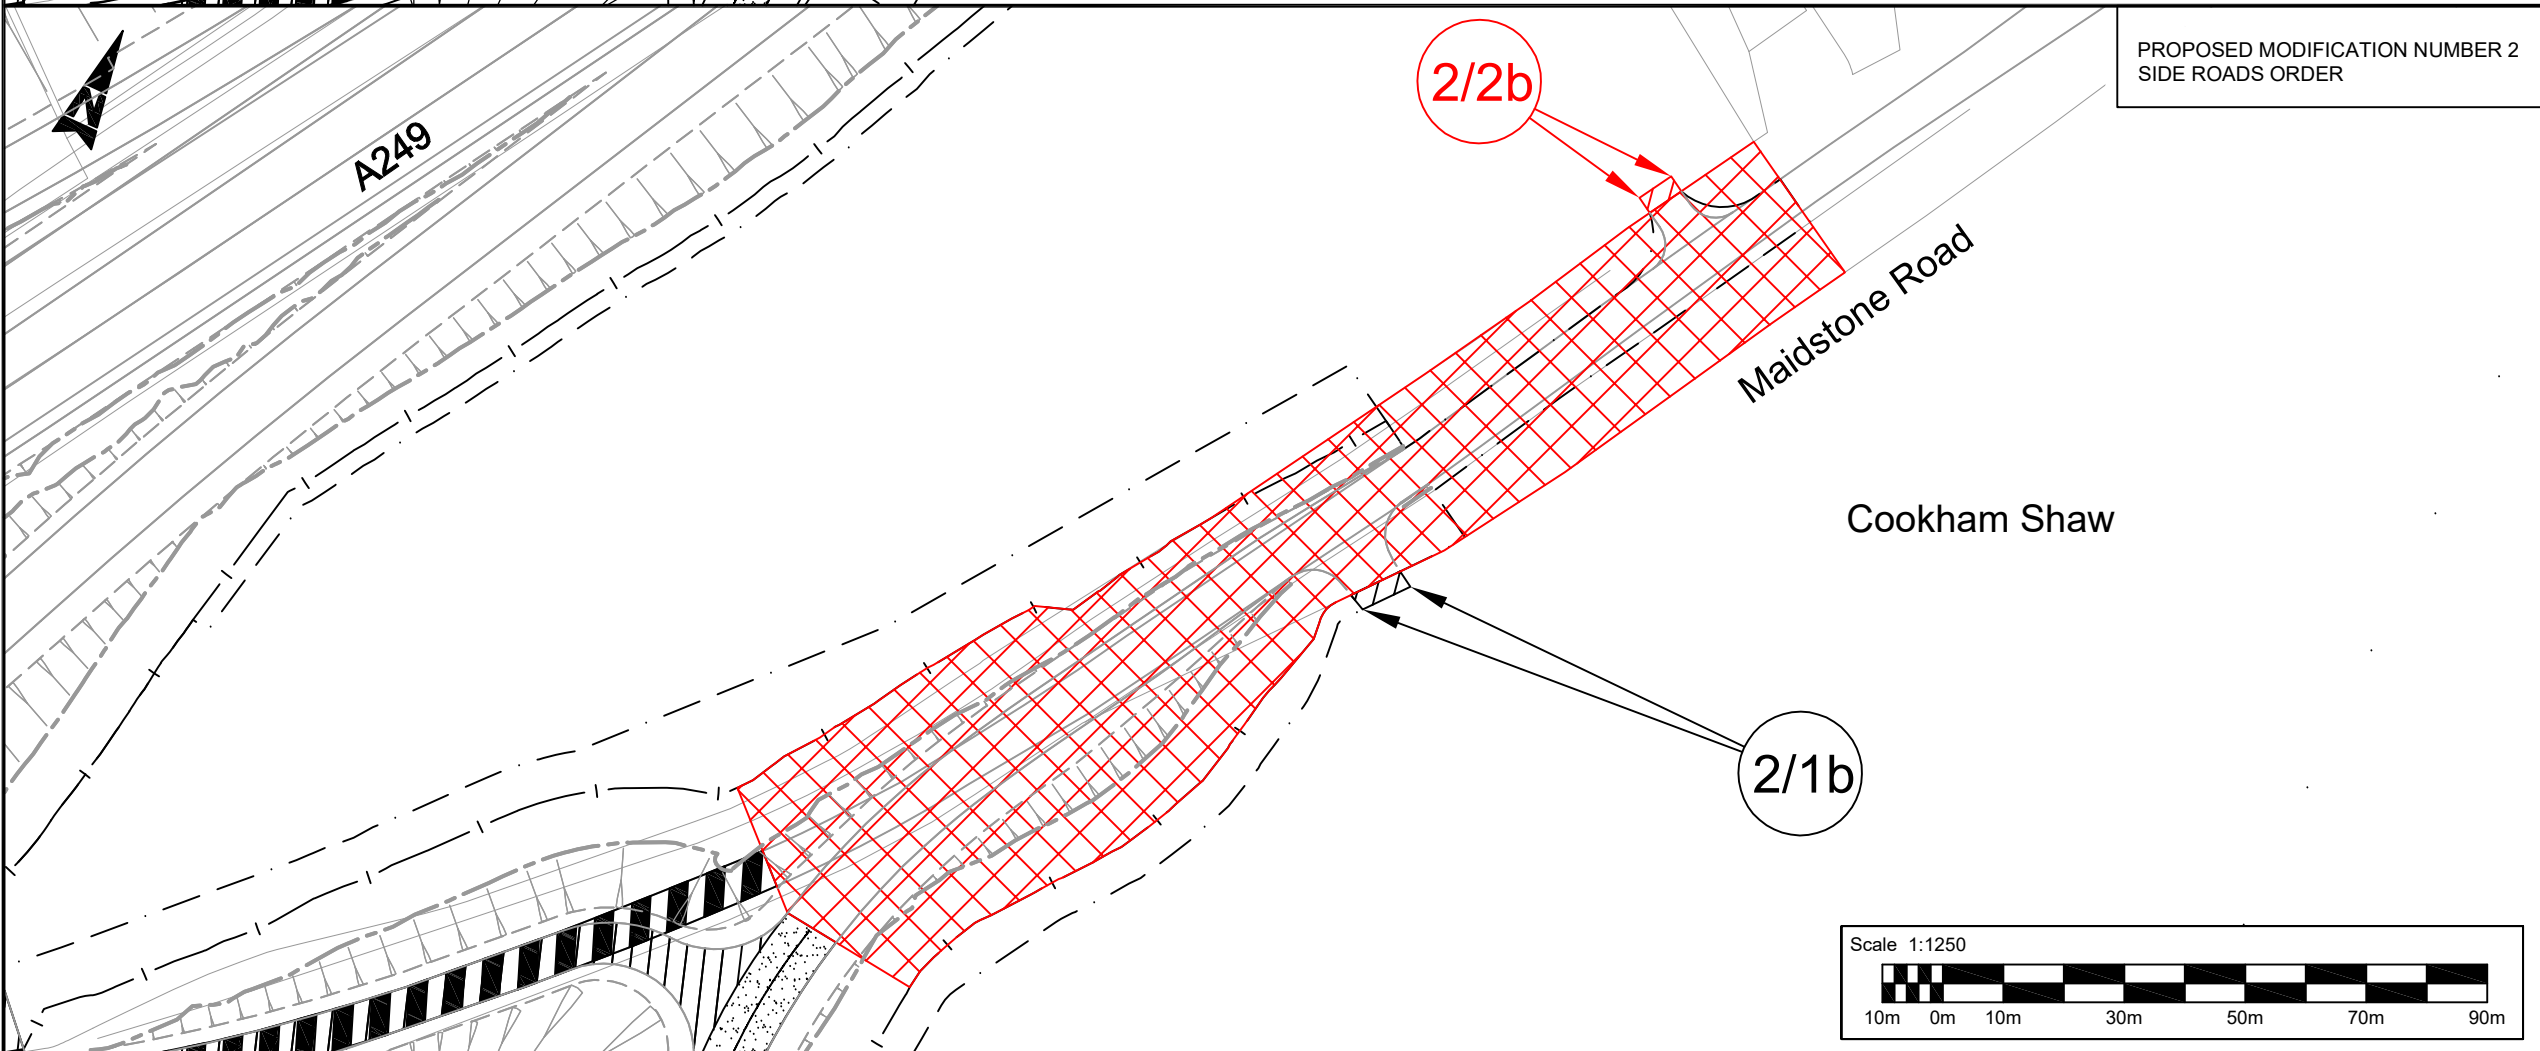 PROPOSED MODIFICATION NUMBER 2
SIDE ROADS ORDER
2/2b
N
A249
Maidstone Road
Cookham Shaw
2/1b
Scale 1:1250
10m 0m 10m 30m 50m 70m 90m